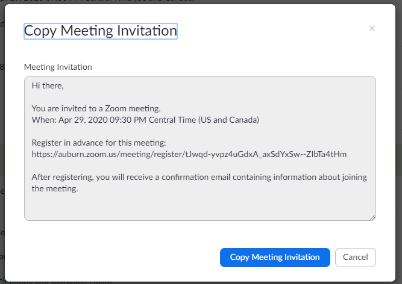 Copy Meeting Invitation
×
Meeting Invitation
Hi there,
You are invited to a Zoom meeting.
When: Apr 29, 2020 09:30 PM Central Time (US and Canada)
Register in advance for this meeting:
https://auburn.zoom.us/meeting/register/tJwqd-yvpz4uGdxA_axSdYxSw--ZIbTa4tHm
After registering, you will receive a confirmation email containing information about joining
the meeting.
Copy Meeting Invitation
Cancel